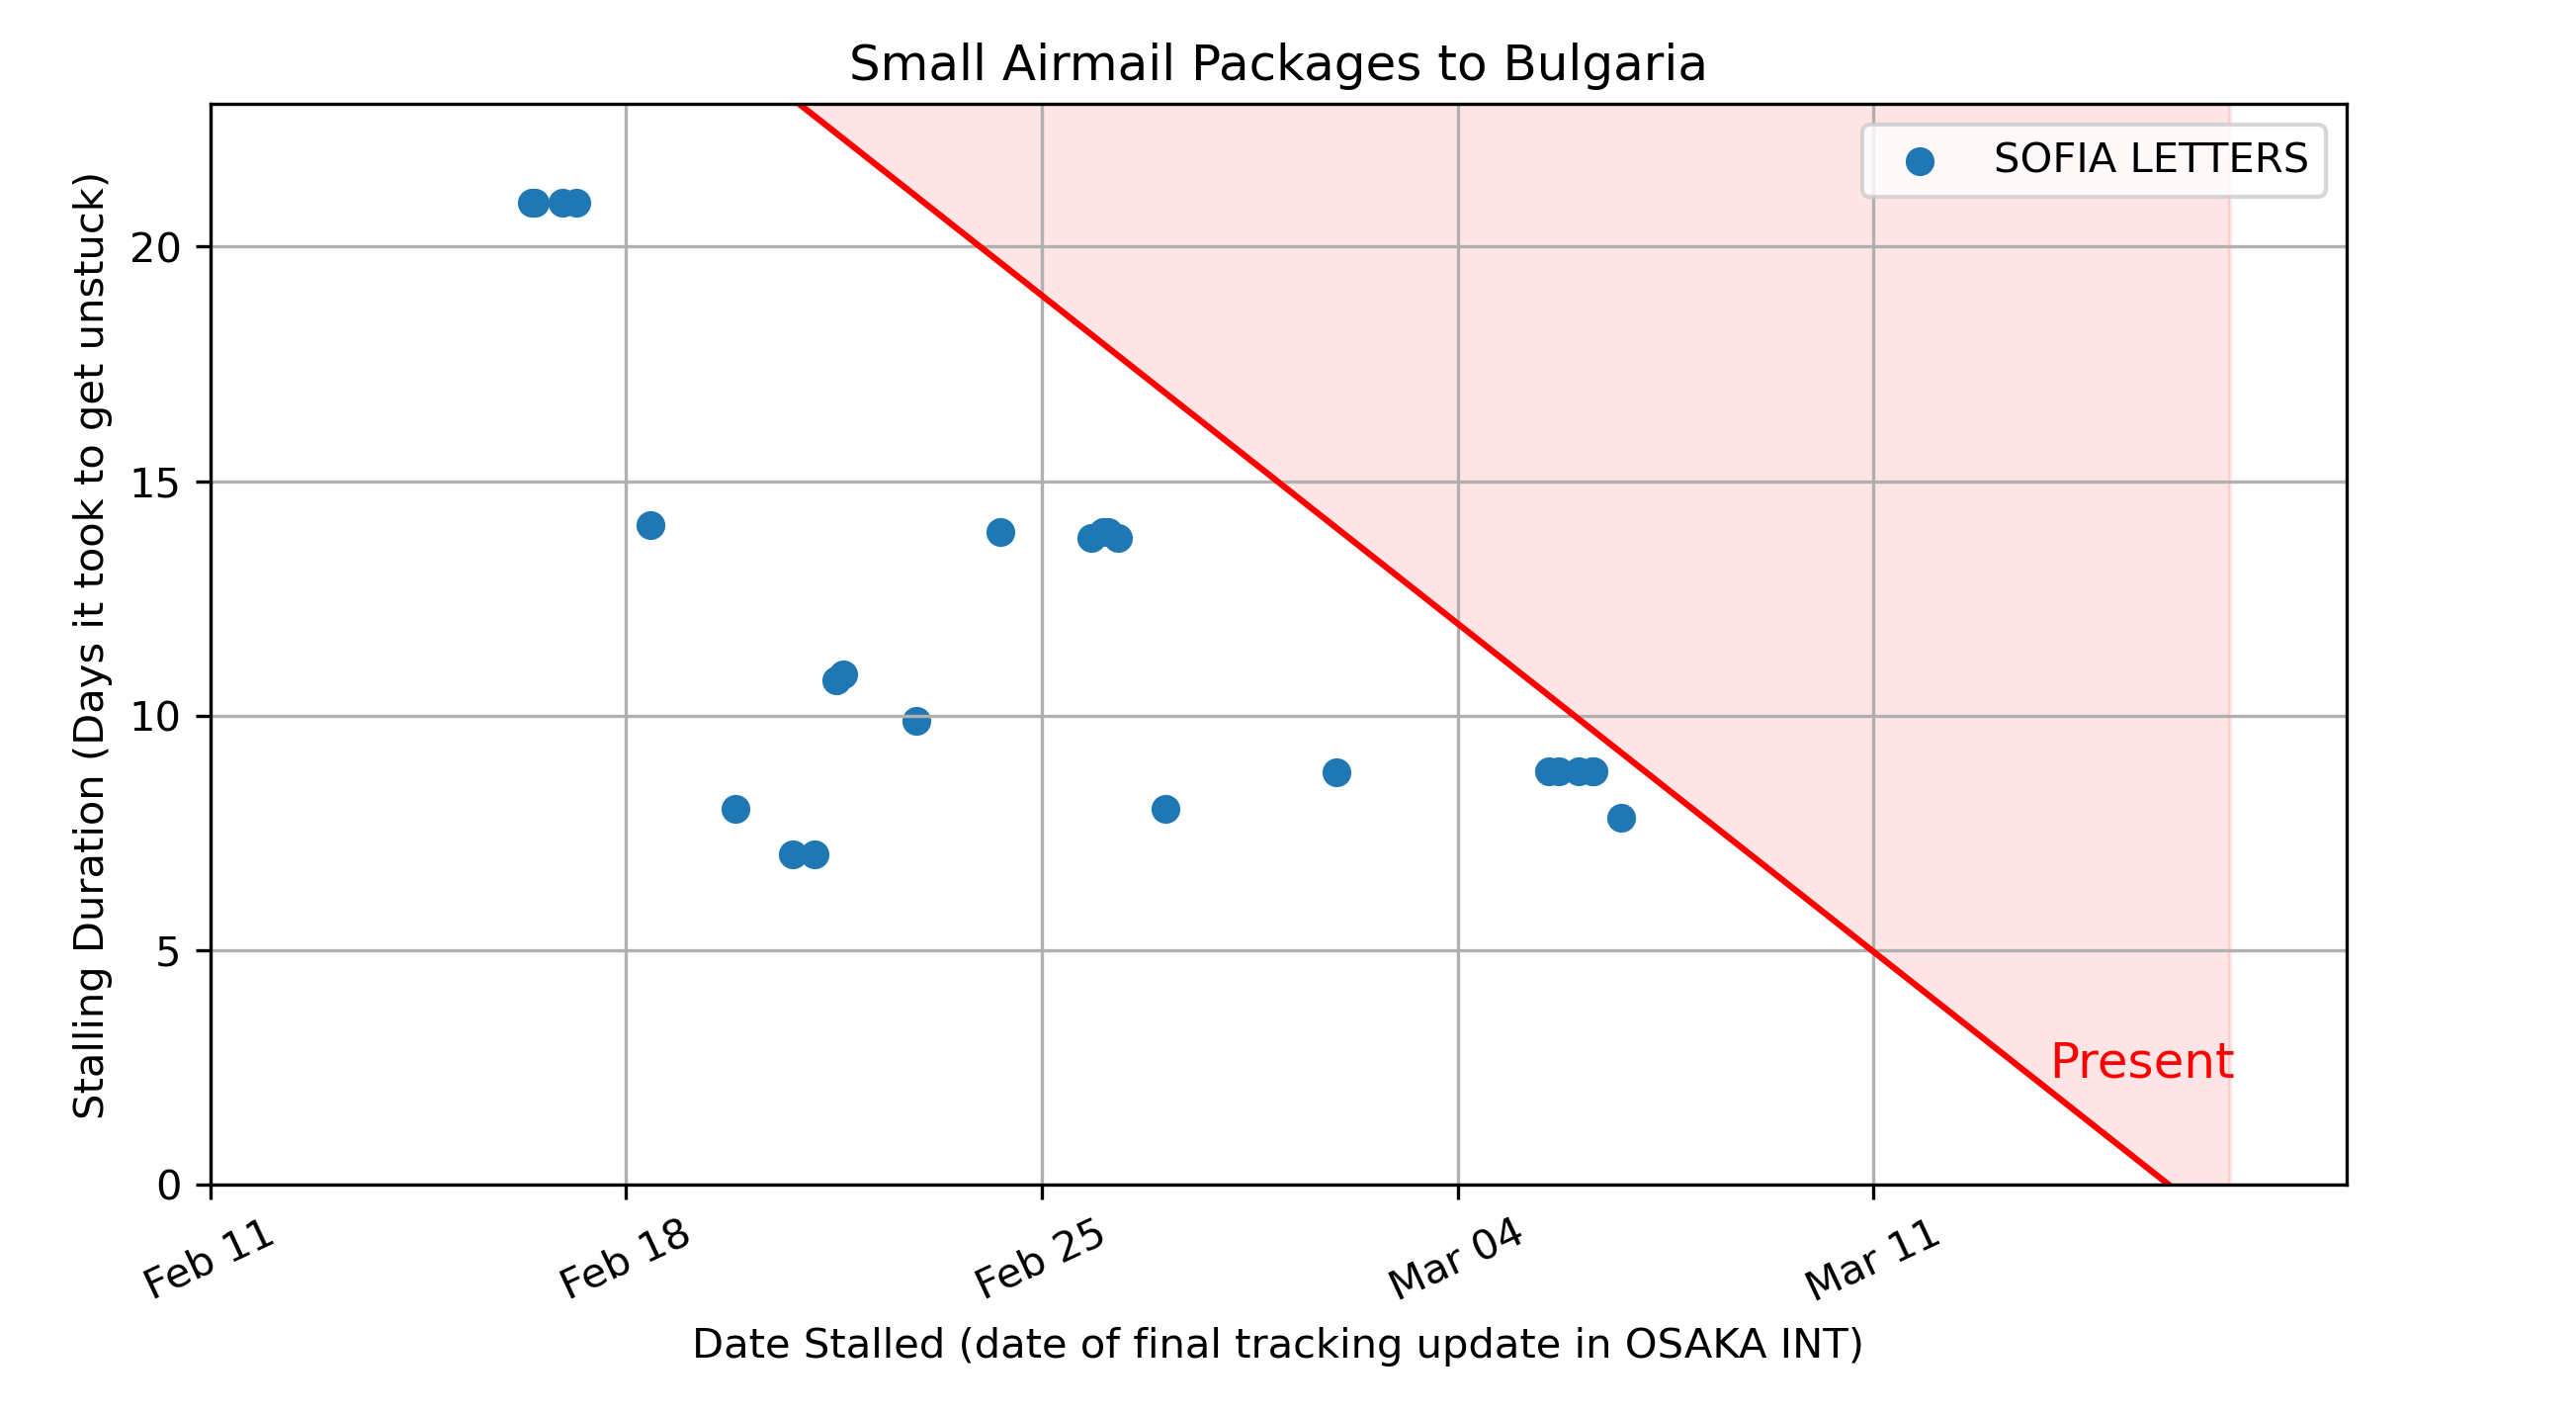 Small Airmail Packages to Bulgaria
SOFIA LETTERS
Stalling Duration (Days it took to get unstuck)
20
15
10
5
0
Present
Feb 11
Feb 18
Feb 25
Mar 04
Mar 11
Date Stalled (date of final tracking update in OSAKA INT)